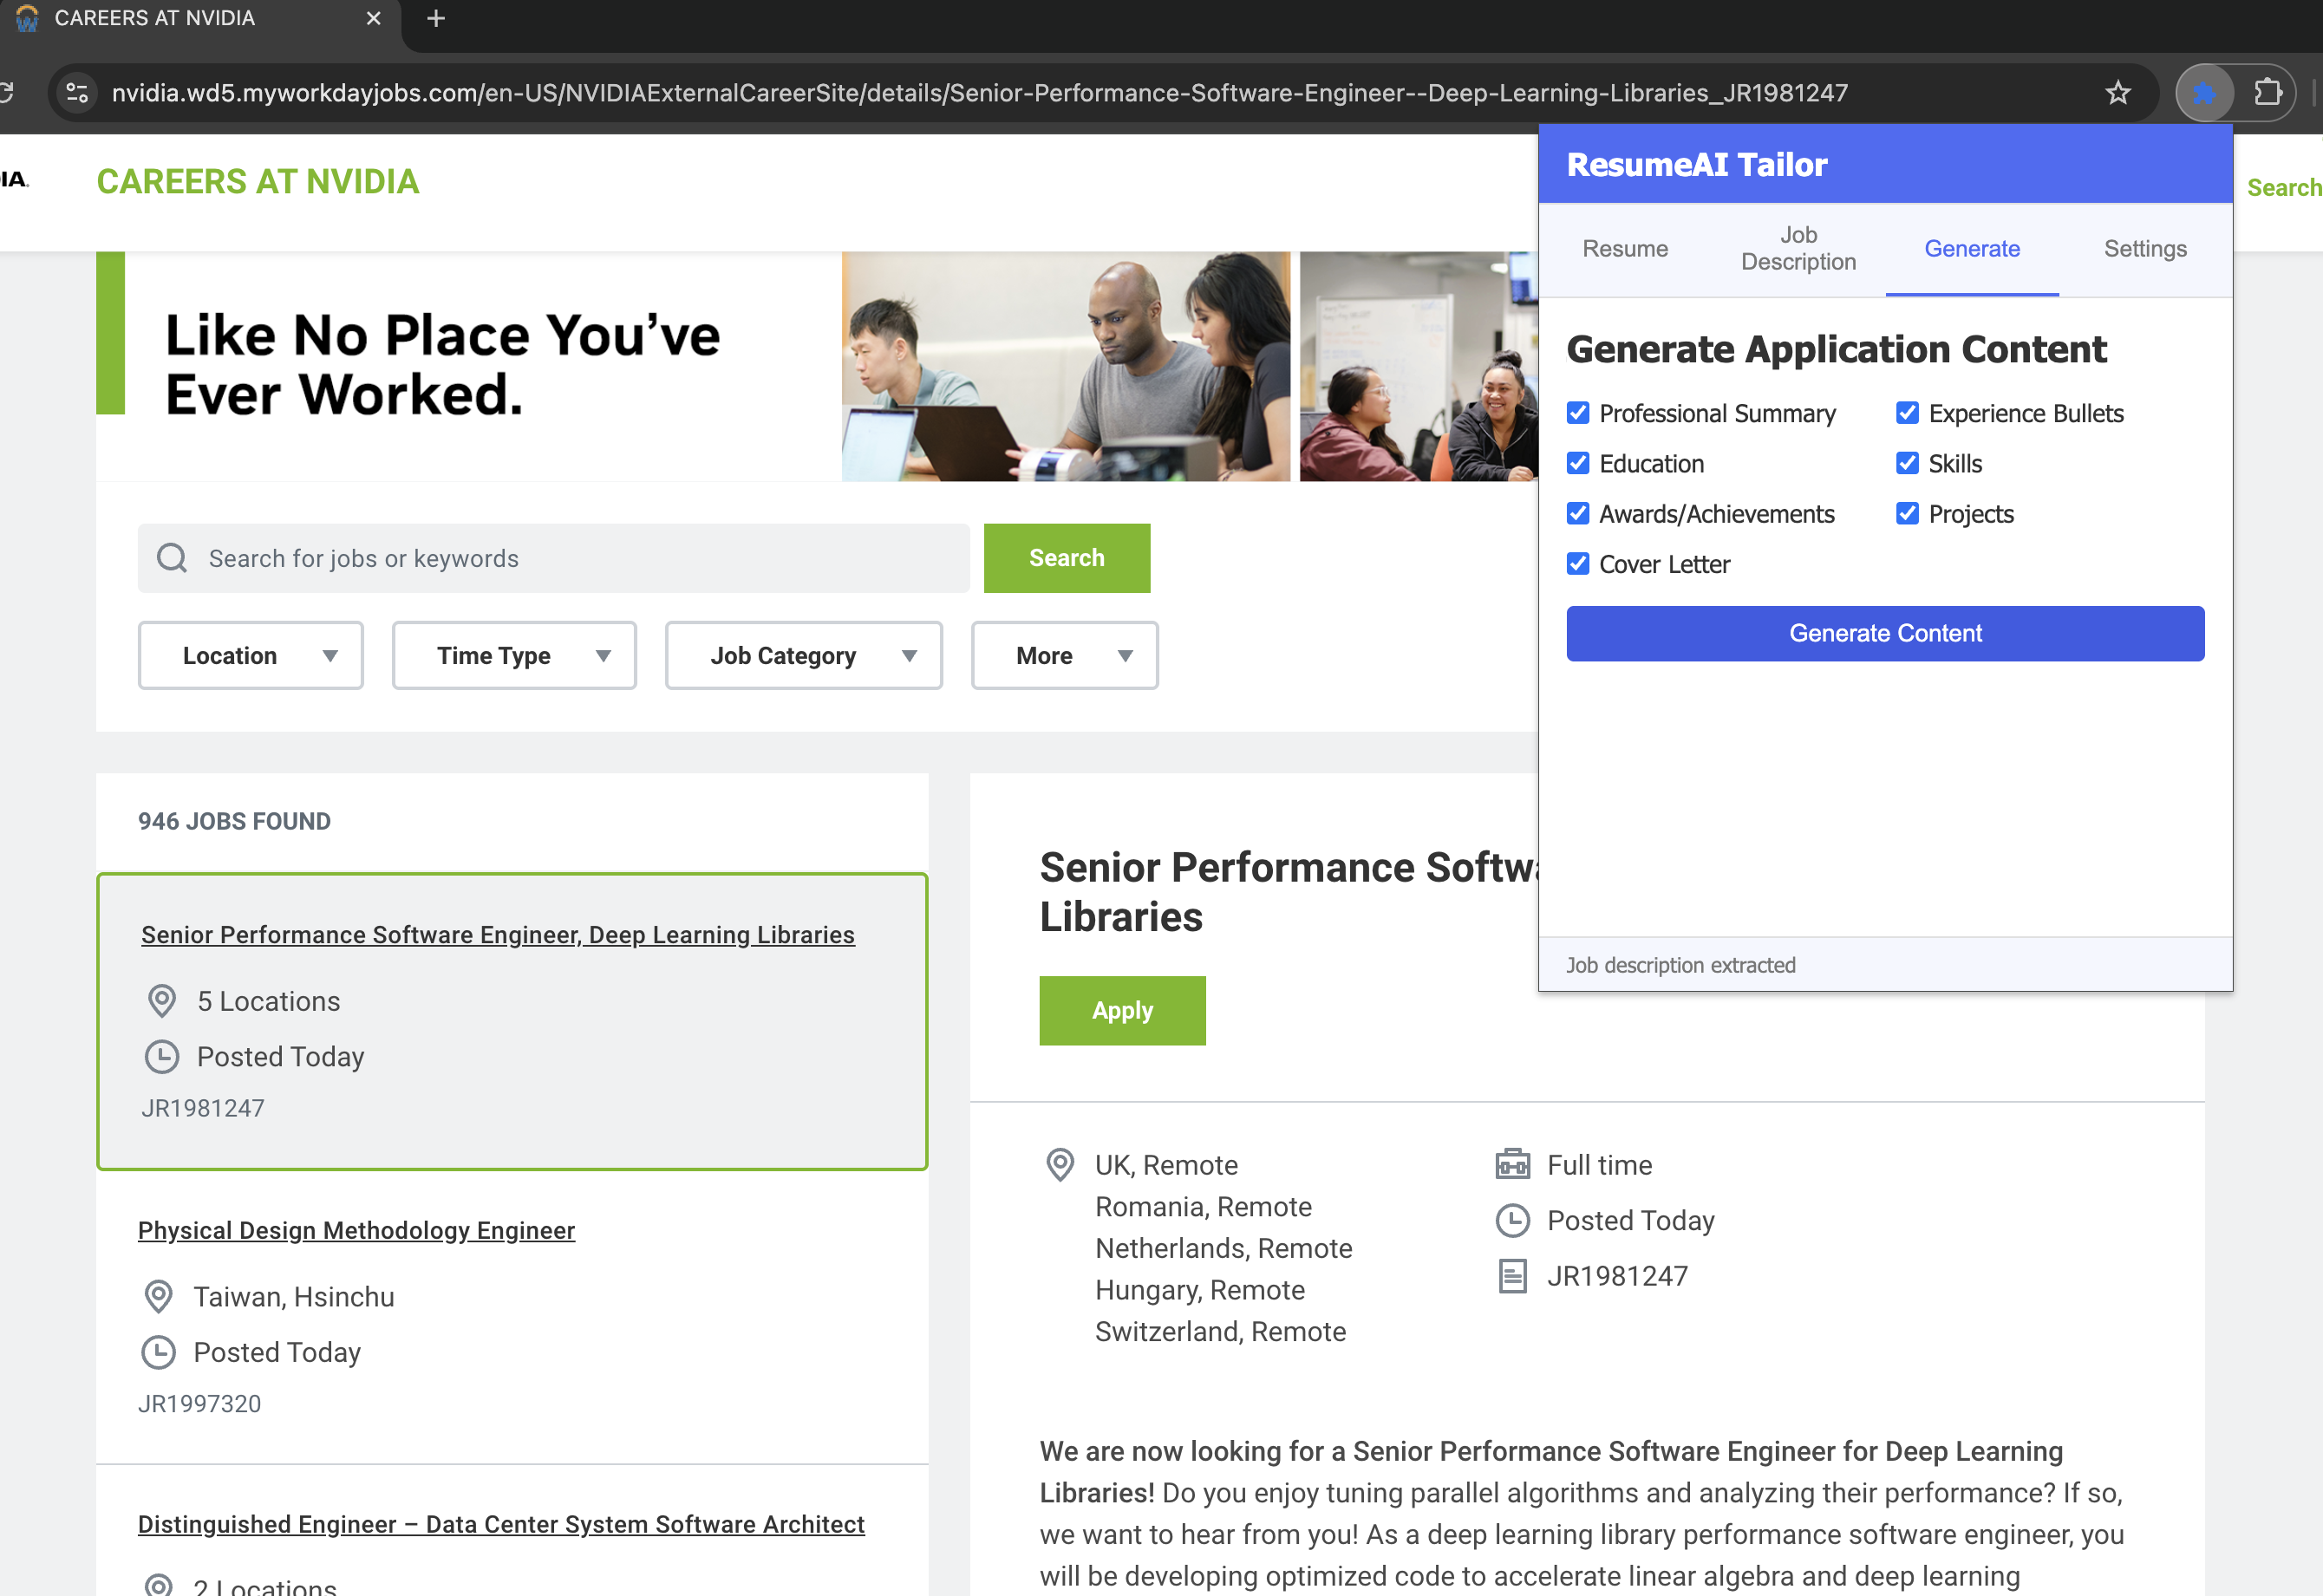 CAREERS AT NVIDIA
nvidia.wd5.myworkdayjobs.com/en-US/NVIDIAExternalCareerSite/details/Senior-Performance-Software-Engineer--Deep-Learning-Libraries_JR1981247
IA.
CAREERS AT NVIDIA
Search
Like No Place You’ve
Ever Worked.
Search for jobs or keywords
Search
Location
Time Type
Job Category
More
946 JOBS FOUND
Senior Performance Software Engineer, Deep Learning Libraries
5 Locations
Posted Today
JR1981247
Physical Design Methodology Engineer
Taiwan, Hsinchu
Posted Today
JR1997320
Distinguished Engineer – Data Center System Software Architect
2 Locations
Senior Performance Softw
Libraries
Apply
UK, Remote
Romania, Remote
Netherlands, Remote
Hungary, Remote
Switzerland, Remote
Full time
Posted Today
JR1981247
We are now looking for a Senior Performance Software Engineer for Deep Learning
Libraries! Do you enjoy tuning parallel algorithms and analyzing their performance? If so,
we want to hear from you! As a deep learning library performance software engineer, you
will be developing optimized code to accelerate linear algebra and deep learning
ResumeAI Tailor
Resume
Job
Description
Generate
Settings
Generate Application Content
Professional Summary
Experience Bullets
Education
Skills
Awards/Achievements
Projects
Cover Letter
Generate Content
Job description extracted